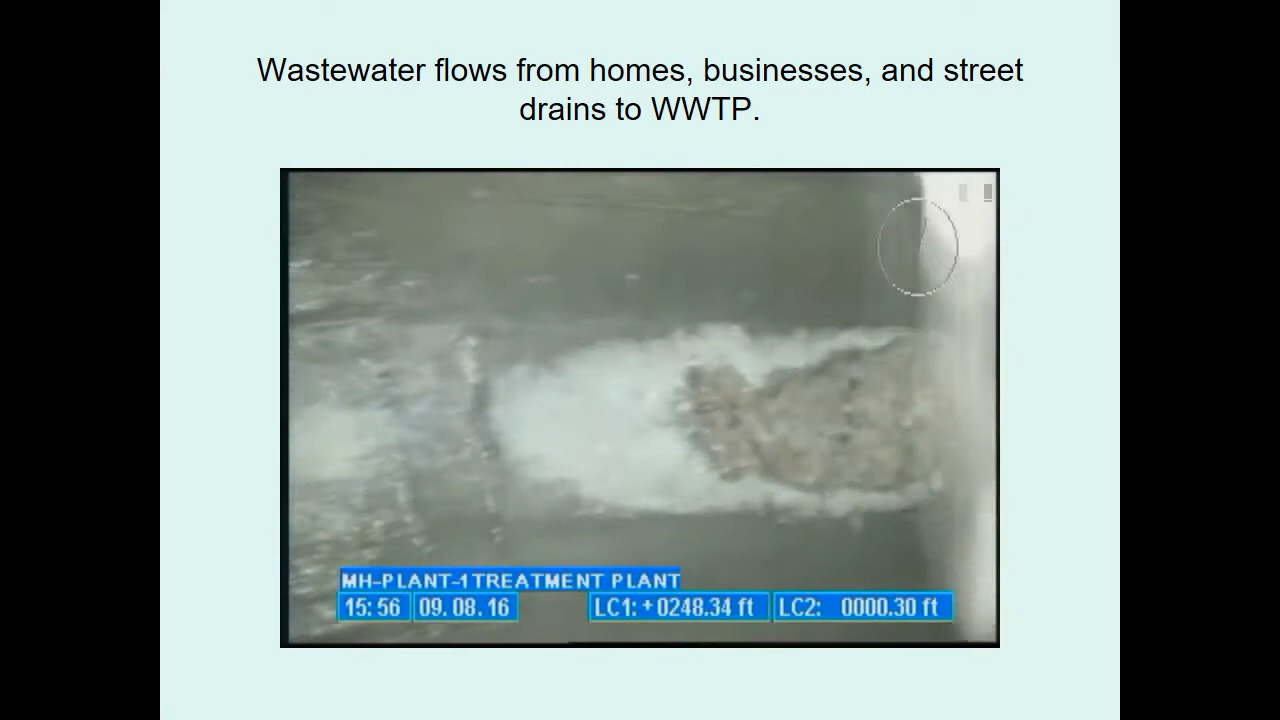 Wastewater flows from homes, businesses, and street
drains to WWTP.
MH-PLANT-1TREATMENT PLANT
15:56 09.08.16 LC1: +0248.34 ft LC2: 0000.30 ft